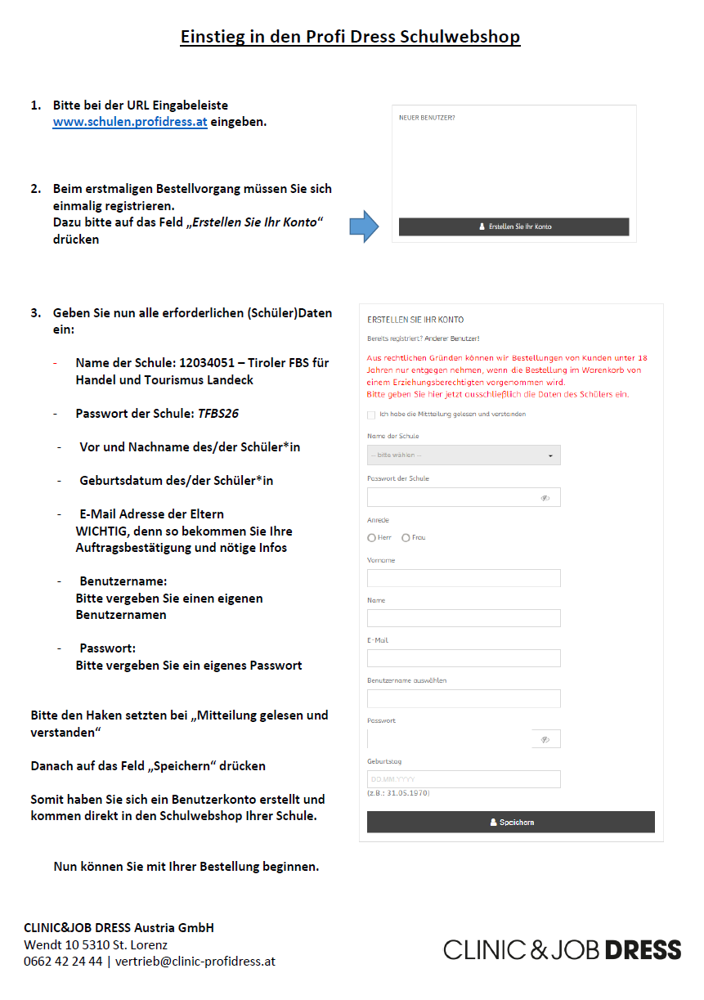 Einstieg in den Profi Dress Schulwebshop
1. Bitte bei der URL Eingabeleiste
www.schulen.profidress.at eingeben.
NEUER BENUTZER?
Erstellen Sie Ihr Konto
2. Beim erstmaligen Bestellvorgang müssen Sie sich
einmalig registrieren.
Dazu bitte auf das Feld „Erstellen Sie Ihr Konto“
drücken
3. Geben Sie nun alle erforderlichen (Schüler)Daten
ein:
- Name der Schule: 12034051 – Tiroler FBS für
Handel und Tourismus Landeck
- Passwort der Schule: TFBS26
- Vor und Nachname des/der Schüler*in
- Geburtsdatum des/der Schüler*in
- E-Mail Adresse der Eltern
WICHTIG, denn so bekommen Sie Ihre
Auftragsbestätigung und nötige Infos
- Benutzername:
Bitte vergeben Sie einen eigenen
Benutzernamen
- Passwort:
Bitte vergeben Sie ein eigenes Passwort
Bitte den Haken setzten bei „Mitteilung gelesen und
verstanden“
Danach auf das Feld „Speichern“ drücken
Somit haben Sie sich ein Benutzerkonto erstellt und
kommen direkt in den Schulwebshop Ihrer Schule.
Nun können Sie mit Ihrer Bestellung beginnen.
ERSTELLEN SIE IHR KONTO
Bereits registriert? Anderer Benutzer!
Aus rechtlichen Gründen können wir Bestellungen von Kunden unter 18
Jahren nur entgegen nehmen, wenn die Bestellung im Warenkorb von
einem Erziehungsberechtigten vorgenommen wird.
Bitte geben Sie hier jetzt ausschließlich die Daten des Schülers ein.
Ich habe die Mittteilung gelesen und verstanden
Name der Schule
-- bitte wählen --
Passwort der Schule
Anrede
Herr Frau
Vorname
Name
E-Mail
Benutzername auswählen
Passwort
Geburtstag
DD.MM.YYYY
(z.B.: 31.05.1970)
Speichern
CLINIC&JOB DRESS Austria GmbH
Wendt 10 5310 St. Lorenz
0662 42 24 44 | vertrieb@clinic-profidress.at
CLINIC & JOB DRESS